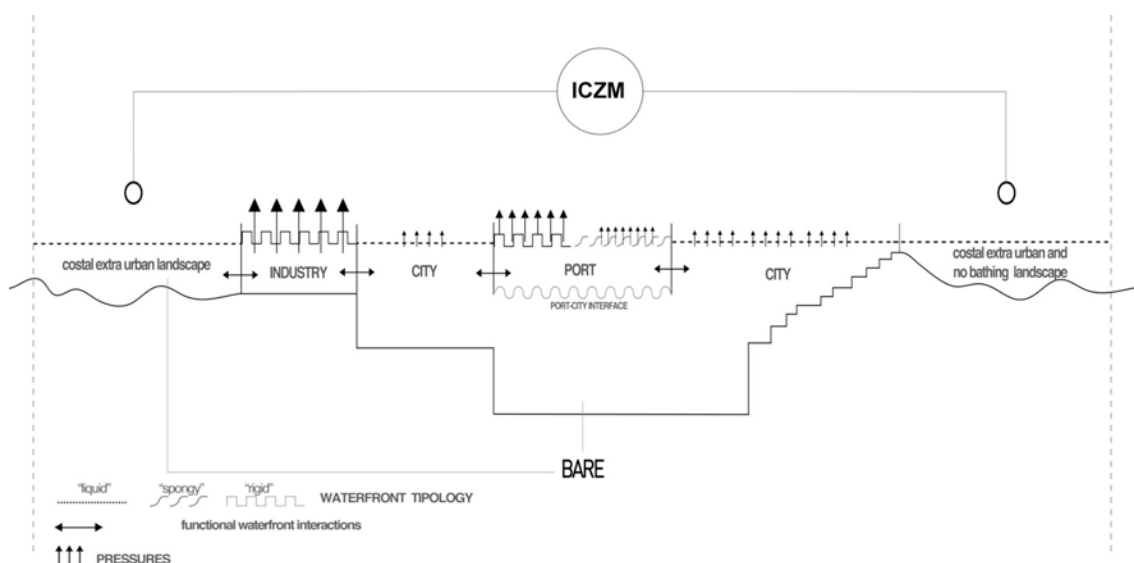 ICZM
costal extra urban landscape
INDUSTRY
CITY
PORT
CITY
costal extra urban and
no bathing landscape
PORT-CITY INTERFACE
BARE
"liquid"
"spongy"
"rigid"
WATERFRONT TIPOLOGY
functional waterfront interactions
PRESSURES